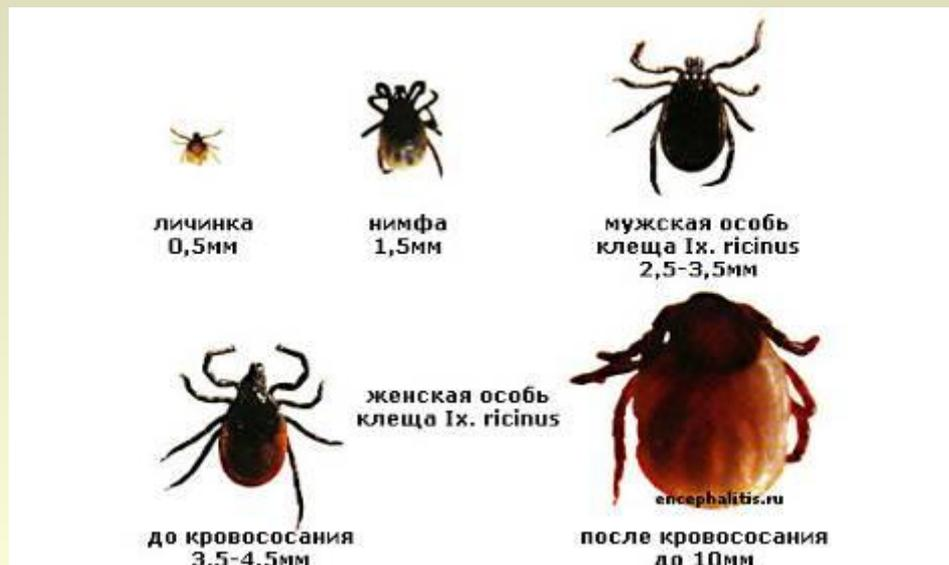 личинка
0,5мм
нимфа
1,5мм
мужская особь
клеща Ix. ricinus
2,5-3,5мм
женская особь
клеща Ix. ricinus
encephalitis.ru
до кровососания
3,5-4,5мм
после кровососания
до 10мм